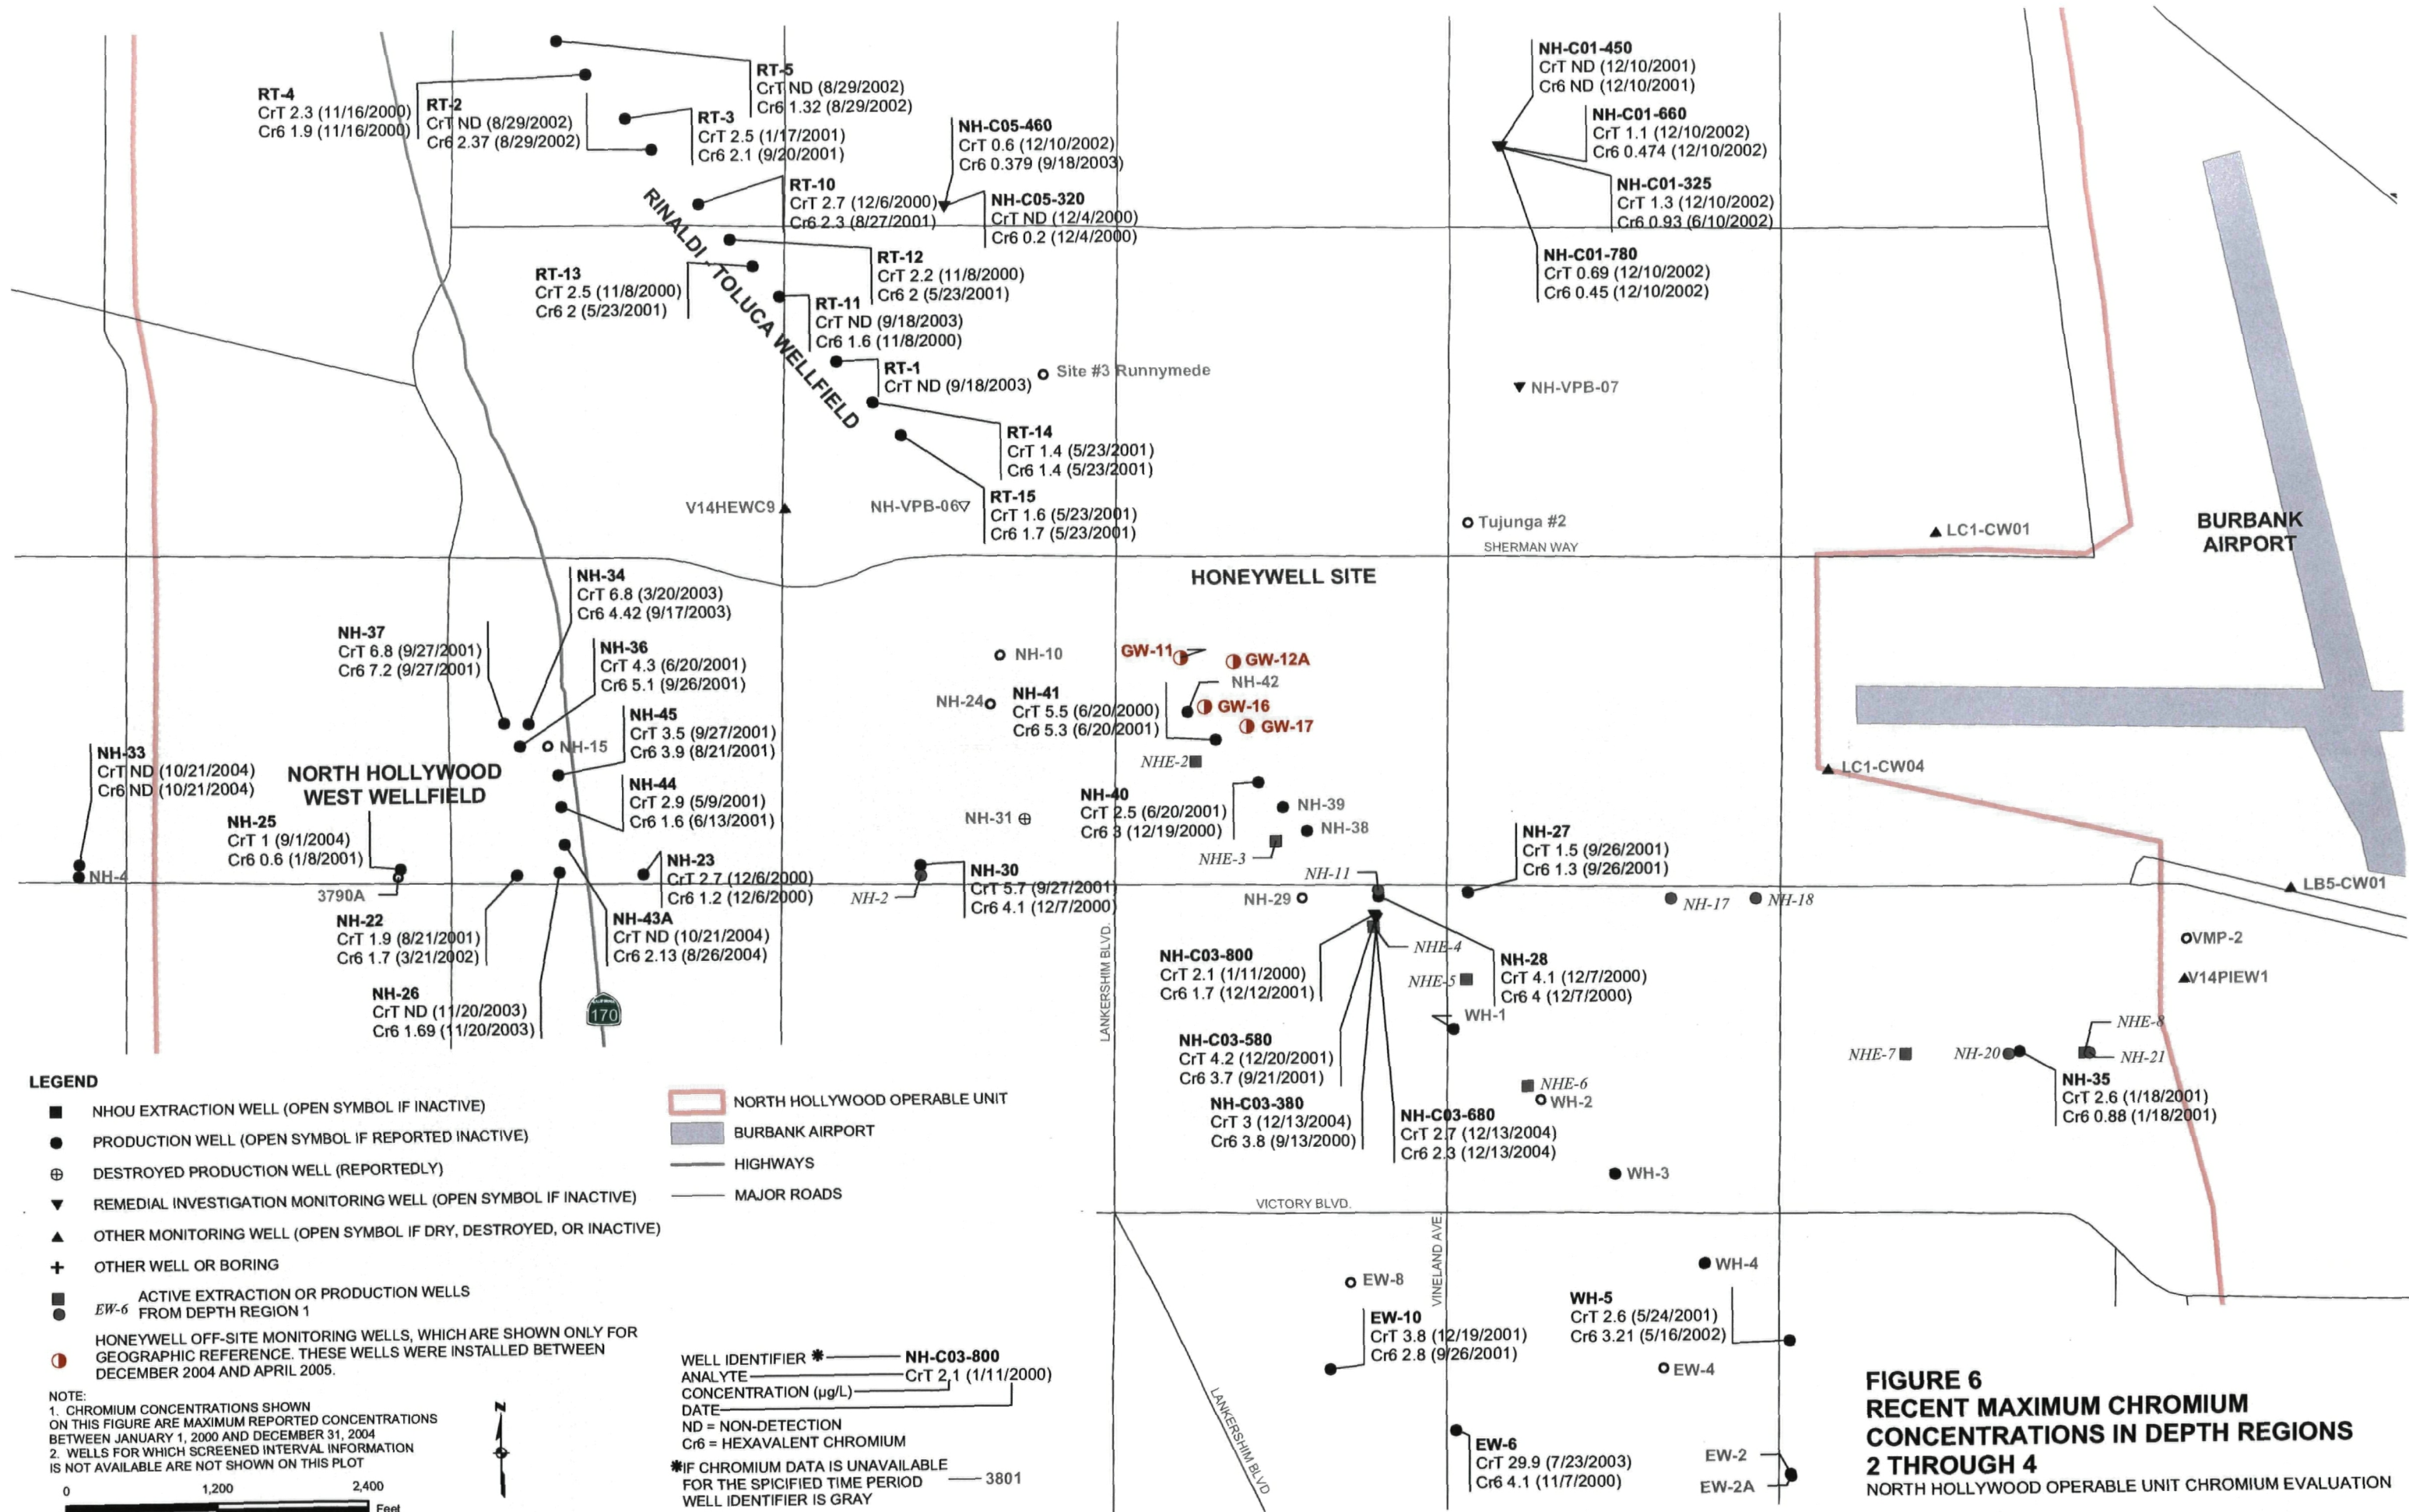 RT-5
CrT ND (8/29/2002)
Cr6 1.32 (8/29/2002)
RT-4
CrT 2.3 (11/16/2000)
Cr6 1.9 (11/16/2000)
RT-2
CrT ND (8/29/2002)
Cr6 2.37 (8/29/2002)
RT-3
CrT 2.5 (1/17/2001)
Cr6 2.1 (9/20/2001)
NH-C05-460
CrT 0.6 (12/10/2002)
Cr6 0.379 (9/18/2003)
NH-C01-450
CrT ND (12/10/2001)
Cr6 ND (12/10/2001)
NH-C01-660
CrT 1.1 (12/10/2002)
Cr6 0.474 (12/10/2002)
RT-10
CrT 2.7 (12/6/2000)
Cr6 2.3 (8/27/2001)
NH-C05-320
CrT ND (12/4/2000)
Cr6 0.2 (12/4/2000)
NH-C01-325
CrT 1.3 (12/10/2002)
Cr6 0.93 (6/10/2002)
RINALDI - TOLUCA WELLFIELD
RT-12
CrT 2.2 (11/8/2000)
Cr6 2 (5/23/2001)
NH-C01-780
CrT 0.69 (12/10/2002)
Cr6 0.45 (12/10/2002)
RT-13
CrT 2.5 (11/8/2000)
Cr6 2 (5/23/2001)
RT-11
CrT ND (9/18/2003)
Cr6 1.6 (11/8/2000)
RT-1
CrT ND (9/18/2003)
Site #3 Runnymede
NH-VPB-07
RT-14
CrT 1.4 (5/23/2001)
Cr6 1.4 (5/23/2001)
RT-15
CrT 1.6 (5/23/2001)
Cr6 1.7 (5/23/2001)
V14HEWC9
NH-VPB-06
Tujunga #2
SHERMAN WAY
LC1-CW01
BURBANK
AIRPORT
HONEYWELL SITE
NH-34
CrT 6.8 (3/20/2003)
Cr6 4.42 (9/17/2003)
NH-37
CrT 6.8 (9/27/2001)
Cr6 7.2 (9/27/2001)
NH-36
CrT 4.3 (6/20/2001)
Cr6 5.1 (9/26/2001)
NH-10
GW-11
GW-12A
NH-42
NH-24
NH-41
CrT 5.5 (6/20/2000)
Cr6 5.3 (6/20/2001)
GW-16
GW-17
NH-45
CrT 3.5 (9/27/2001)
Cr6 3.9 (8/21/2001)
NH-15
NH-33
CrT ND (10/21/2004)
Cr6 ND (10/21/2004)
NORTH HOLLYWOOD
WEST WELLFIELD
NHE-2
LC1-CW04
NH-44
CrT 2.9 (5/9/2001)
Cr6 1.6 (6/13/2001)
NH-40
CrT 2.5 (6/20/2001)
Cr6 3 (12/19/2000)
NH-39
NH-38
NH-31
NHE-3
NH-25
CrT 1 (9/1/2004)
Cr6 0.6 (1/8/2001)
NH-27
CrT 1.5 (9/26/2001)
Cr6 1.3 (9/26/2001)
NH-4
3790A
NH-23
CrT 2.7 (12/6/2000)
Cr6 1.2 (12/6/2000)
NH-2
NH-30
CrT 5.7 (9/27/2001)
Cr6 4.1 (12/7/2000)
NH-11
NH-29
NH-17
NH-18
LB5-CW01
NH-22
CrT 1.9 (8/21/2001)
Cr6 1.7 (3/21/2002)
NH-43A
CrT ND (10/21/2004)
Cr6 2.13 (8/26/2004)
VMP-2
V14PIEW1
NH-C03-800
CrT 2.1 (1/11/2000)
Cr6 1.7 (12/12/2001)
NHE-4
NHE-5
NH-28
CrT 4.1 (12/7/2000)
Cr6 4 (12/7/2000)
NH-26
CrT ND (11/20/2003)
Cr6 1.69 (11/20/2003)
170
LANKERSHIM BLVD.
WH-1
NH-C03-580
CrT 4.2 (12/20/2001)
Cr6 3.7 (9/21/2001)
NHE-7
NH-20
NHE-8
NH-21
NH-35
CrT 2.6 (1/18/2001)
Cr6 0.88 (1/18/2001)
NHE-6
WH-2
NH-C03-380
CrT 3 (12/13/2004)
Cr6 3.8 (9/13/2000)
NH-C03-680
CrT 2.7 (12/13/2004)
Cr6 2.3 (12/13/2004)
WH-3
VICTORY BLVD.
VINELAND AVE.
WH-4
EW-8
EW-10
CrT 3.8 (12/19/2001)
Cr6 2.8 (9/26/2001)
WH-5
CrT 2.6 (5/24/2001)
Cr6 3.21 (5/16/2002)
EW-4
LANKERSHIM BLVD
EW-6
CrT 29.9 (7/23/2003)
Cr6 4.1 (11/7/2000)
EW-2
EW-2A
LEGEND
NHOU EXTRACTION WELL (OPEN SYMBOL IF INACTIVE)
PRODUCTION WELL (OPEN SYMBOL IF REPORTED INACTIVE)
DESTROYED PRODUCTION WELL (REPORTEDLY)
REMEDIAL INVESTIGATION MONITORING WELL (OPEN SYMBOL IF INACTIVE)
OTHER MONITORING WELL (OPEN SYMBOL IF DRY, DESTROYED, OR INACTIVE)
OTHER WELL OR BORING
EW-6
ACTIVE EXTRACTION OR PRODUCTION WELLS
FROM DEPTH REGION 1
HONEYWELL OFF-SITE MONITORING WELLS, WHICH ARE SHOWN ONLY FOR
GEOGRAPHIC REFERENCE. THESE WELLS WERE INSTALLED BETWEEN
DECEMBER 2004 AND APRIL 2005.
NORTH HOLLYWOOD OPERABLE UNIT
BURBANK AIRPORT
HIGHWAYS
MAJOR ROADS
NOTE:
1. CHROMIUM CONCENTRATIONS SHOWN
ON THIS FIGURE ARE MAXIMUM REPORTED CONCENTRATIONS
BETWEEN JANUARY 1, 2000 AND DECEMBER 31, 2004
2. WELLS FOR WHICH SCREENED INTERVAL INFORMATION
IS NOT AVAILABLE ARE NOT SHOWN ON THIS PLOT
0 1,200 2,400
Feet
N
WELL IDENTIFIER * NH-C03-800
ANALYTE CrT 2.1 (1/11/2000)
CONCENTRATION (µg/L)
DATE
ND = NON-DETECTION
Cr6 = HEXAVALENT CHROMIUM
*IF CHROMIUM DATA IS UNAVAILABLE
FOR THE SPICIFIED TIME PERIOD 3801
WELL IDENTIFIER IS GRAY
FIGURE 6
RECENT MAXIMUM CHROMIUM
CONCENTRATIONS IN DEPTH REGIONS
2 THROUGH 4
NORTH HOLLYWOOD OPERABLE UNIT CHROMIUM EVALUATION